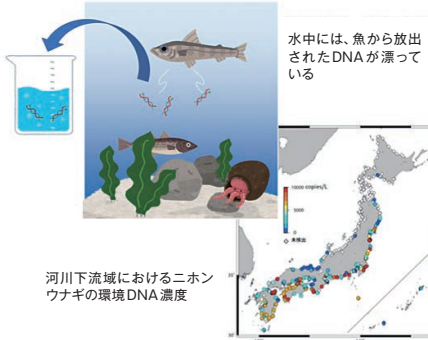 水中には、魚から放出
されたDNAが漂って
いる
10000 copies/L
5000
0
未検出
河川下流域におけるニホン
ウナギの環境DNA濃度